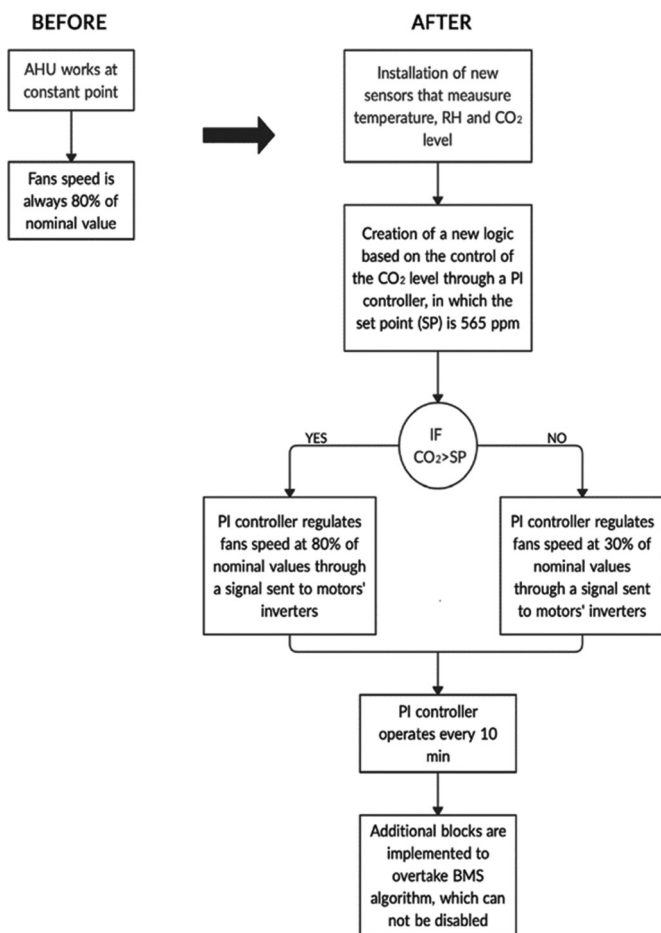 BEFORE
AHU works at
constant point
Fans speed is
always 80% of
nominal value
AFTER
Installation of new
sensors that meausure
temperature, RH and CO₂
level
Creation of a new logic
based on the control of
the CO₂ level through a PI
controller, in which the
set point (SP) is 565 ppm
IF
CO₂>SP
YES
NO
PI controller regulates
fans speed at 80% of
nominal values through
a signal sent to motors'
inverters
PI controller regulates
fans speed at 30% of
nominal values
through a signal sent
to motors' inverters
PI controller
operates every 10
min
Additional blocks are
implemented to
overtake BMS
algorithm, which can
not be disabled